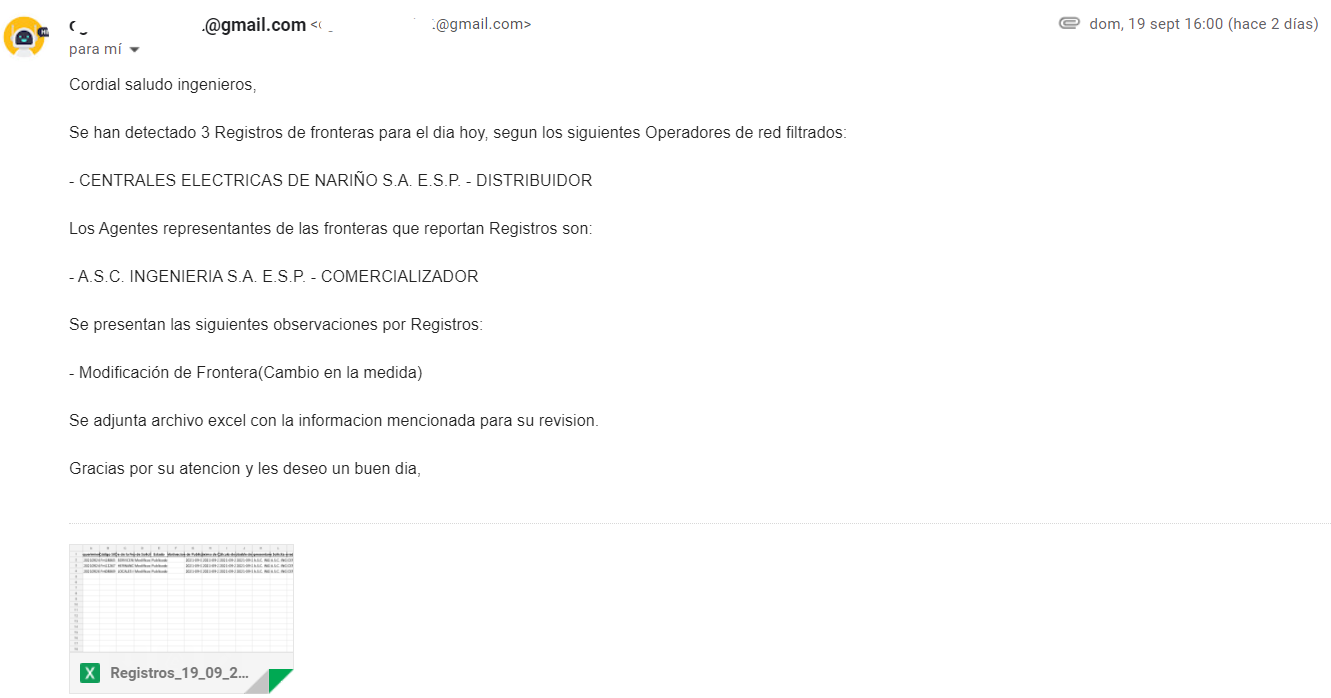 @gmail.com
@gmail.com>
dom, 19 sept 16:00 (hace 2 días)
para mí
Cordial saludo ingenieros,
Se han detectado 3 Registros de fronteras para el dia hoy, segun los siguientes Operadores de red filtrados:
- CENTRALES ELECTRICAS DE NARIÑO S.A. E.S.P. - DISTRIBUIDOR
Los Agentes representantes de las fronteras que reportan Registros son:
- A.S.C. INGENIERIA S.A. E.S.P. - COMERCIALIZADOR
Se presentan las siguientes observaciones por Registros:
- Modificación de Frontera(Cambio en la medida)
Se adjunta archivo excel con la informacion mencionada para su revision.
Gracias por su atencion y les deseo un buen dia,
Registros_19_09_2...